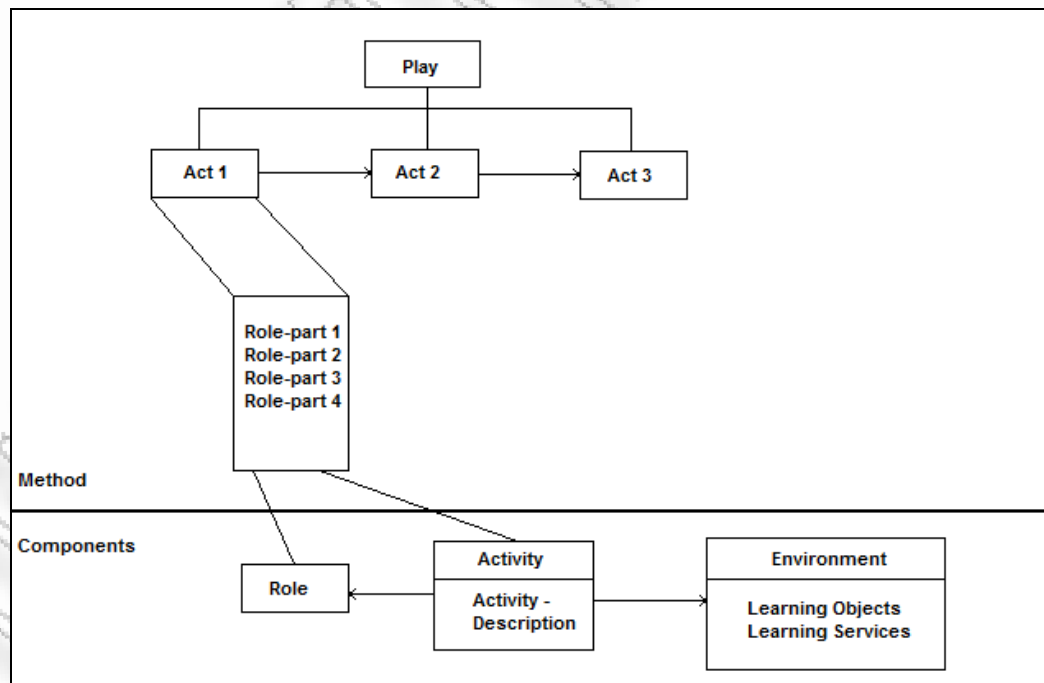 Play
Act 1
Act 2
Act 3
Role-part 1
Role-part 2
Role-part 3
Role-part 4
Method
Components
Role
Activity
Activity -
Description
Environment
Learning Objects
Learning Services